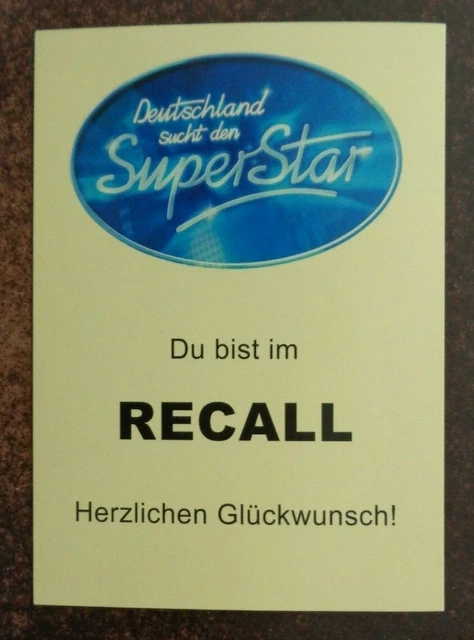 Deutschland
sucht den
SuperStar
Du bist im
RECALL
Herzlichen Glückwunsch!